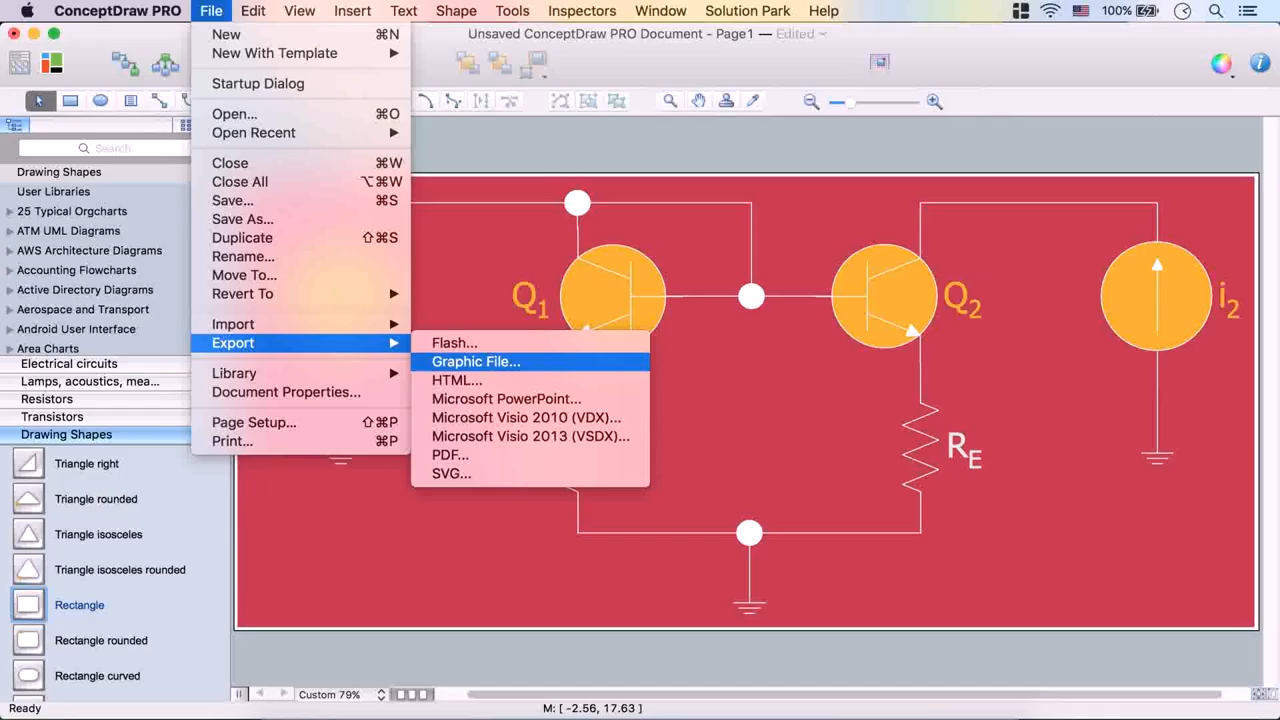 ConceptDraw PRO File Edit View Insert Text Shape Tools Inspectors Window Solution Park Help 100%
Unsaved ConceptDraw PRO Document - Page1 — Edited
New ⌘N
New With Template
Startup Dialog
Open... ⌘O
Open Recent
Close ⌘W
Close All ⌥⌘W
Save... ⌘S
Save As...
Duplicate ⇧⌘S
Rename...
Move To...
Revert To
Import
Export
Library
Document Properties...
Page Setup... ⇧⌘P
Print... ⌘P
Flash...
Graphic File...
HTML...
Microsoft PowerPoint...
Microsoft Visio 2010 (VDX)...
Microsoft Visio 2013 (VSDX)...
PDF...
SVG...
Search
Drawing Shapes
User Libraries
25 Typical Orgcharts
ATM UML Diagrams
AWS Architecture Diagrams
Accounting Flowcharts
Active Directory Diagrams
Aerospace and Transport
Android User Interface
Area Charts
Electrical circuits
Lamps, acoustics, mea...
Resistors
Transistors
Drawing Shapes
Triangle right
Triangle rounded
Triangle isosceles
Triangle isosceles rounded
Rectangle
Rectangle rounded
Rectangle curved
Q1
Q2
i2
RE
Custom 79%
Ready
M: [ -2.56, 17.63 ]